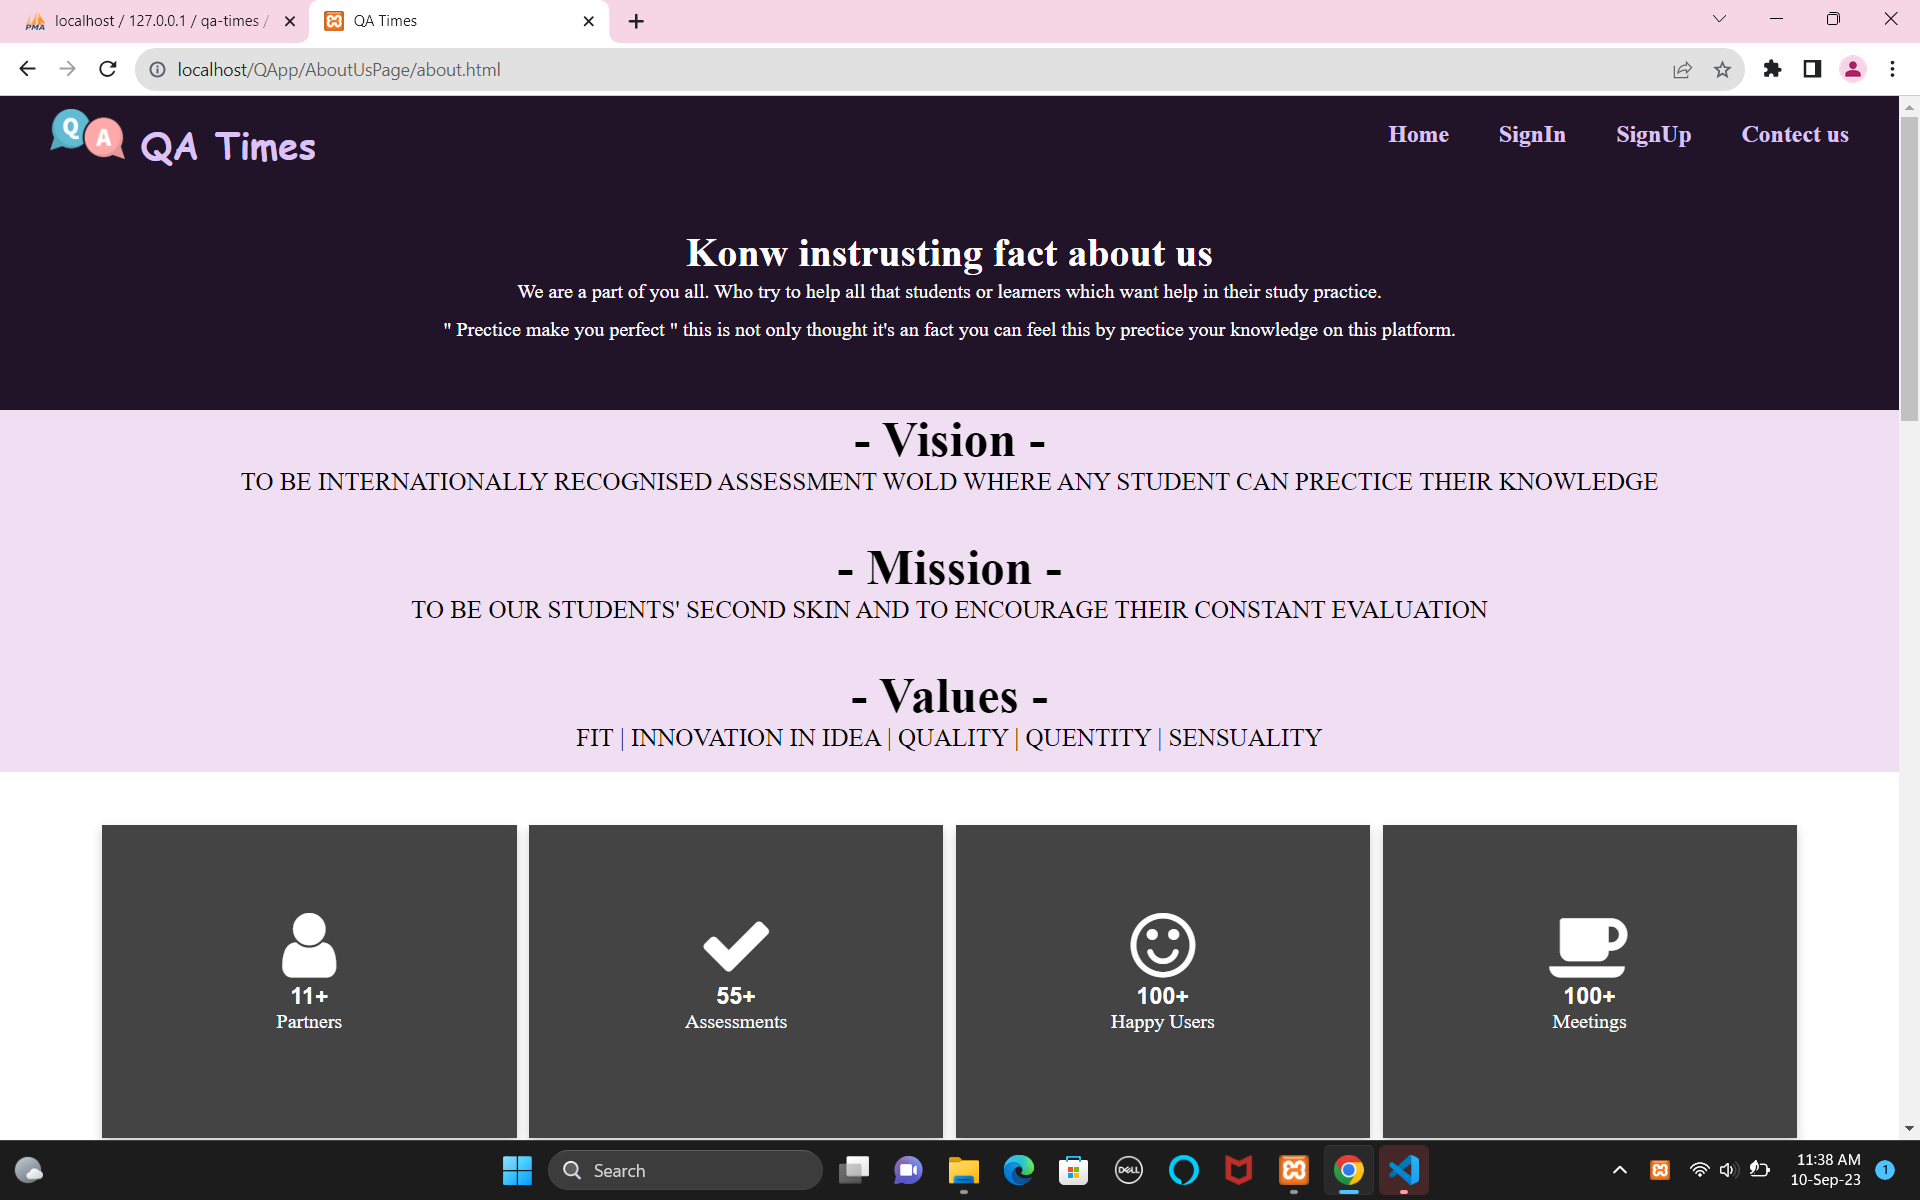 localhost / 127.0.0.1 / qa-times /
QA Times
localhost/QApp/AboutUsPage/about.html
Q A QA Times
Home SignIn SignUp Contect us
Konw instrusting fact about us
We are a part of you all. Who try to help all that students or learners which want help in their study practice.
" Prectice make you perfect " this is not only thought it's an fact you can feel this by prectice your knowledge on this platform.
- Vision -
TO BE INTERNATIONALLY RECOGNISED ASSESSMENT WOLD WHERE ANY STUDENT CAN PRECTICE THEIR KNOWLEDGE
- Mission -
TO BE OUR STUDENTS' SECOND SKIN AND TO ENCOURAGE THEIR CONSTANT EVALUATION
- Values -
FIT | INNOVATION IN IDEA | QUALITY | QUENTITY | SENSUALITY
11+
Partners
55+
Assessments
100+
Happy Users
100+
Meetings
Search
DELL
11:38 AM
10-Sep-23
1